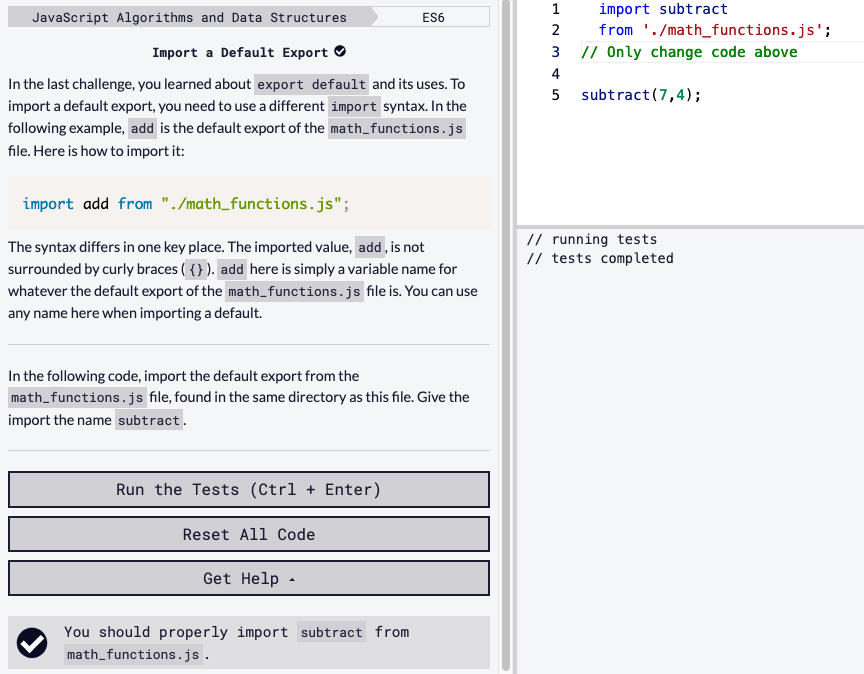 JavaScript Algorithms and Data Structures
ES6
Import a Default Export
In the last challenge, you learned about export default and its uses. To
import a default export, you need to use a different import syntax. In the
following example, add is the default export of the math_functions.js
file. Here is how to import it:
import add from "./math_functions.js";
The syntax differs in one key place. The imported value, add, is not
surrounded by curly braces ({}). add here is simply a variable name for
whatever the default export of the math_functions.js file is. You can use
any name here when importing a default.
In the following code, import the default export from the
math_functions.js file, found in the same directory as this file. Give the
import the name subtract.
Run the Tests (Ctrl + Enter)
Reset All Code
Get Help
You should properly import subtract from
math_functions.js.
1 import subtract
2 from './math_functions.js';
3 // Only change code above
4
5 subtract(7,4);
// running tests
// tests completed